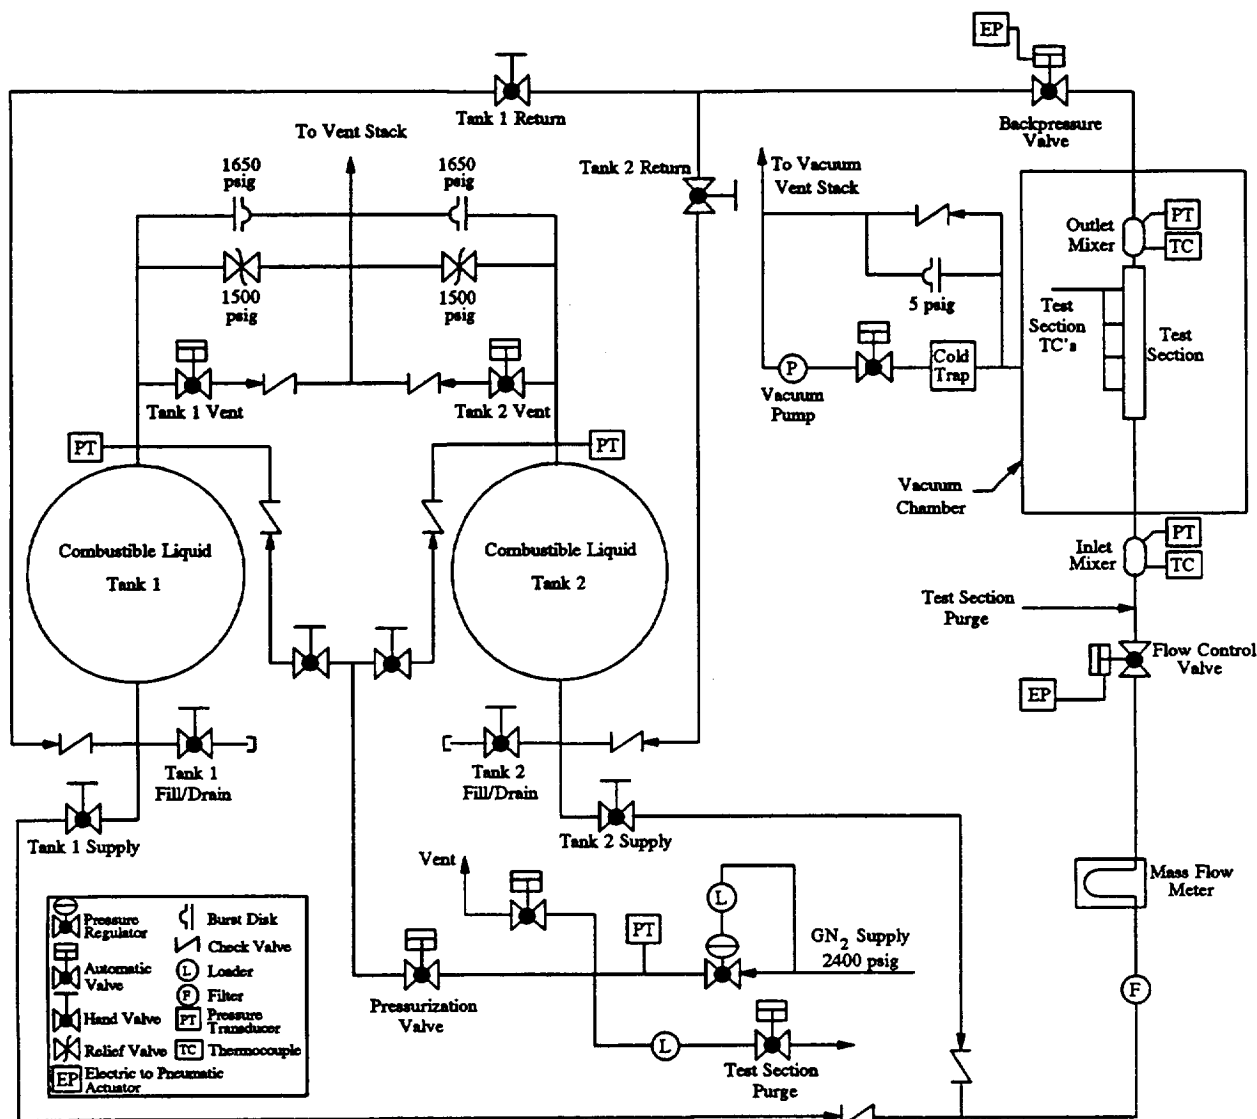 EP
Tank 1 Return
Backpressure
Valve
To Vent Stack
1650
psig
1650
psig
Tank 2 Return
To Vacuum
Vent Stack
Outlet
Mixer
PT
TC
1500
psig
1500
psig
5 psig
Test
Section
TC's
Test
Section
Cold
Trap
P
Vacuum
Pump
Tank 1 Vent
Tank 2 Vent
PT
PT
Vacuum
Chamber
Combustible Liquid
Tank 1
Combustible Liquid
Tank 2
Inlet
Mixer
PT
TC
Test Section
Purge
Flow Control
Valve
EP
Tank 1
Fill/Drain
Tank 2
Fill/Drain
Tank 1 Supply
Tank 2 Supply
Vent
L
Mass Flow
Meter
PT
GN2 Supply
2400 psig
F
Pressurization
Valve
L
Test Section
Purge
Pressure
Regulator
Automatic
Valve
Hand Valve
Relief Valve
EP Electric to Pneumatic
Actuator
Burst Disk
Check Valve
L Loader
F Filter
PT Pressure
Transducer
TC Thermocouple